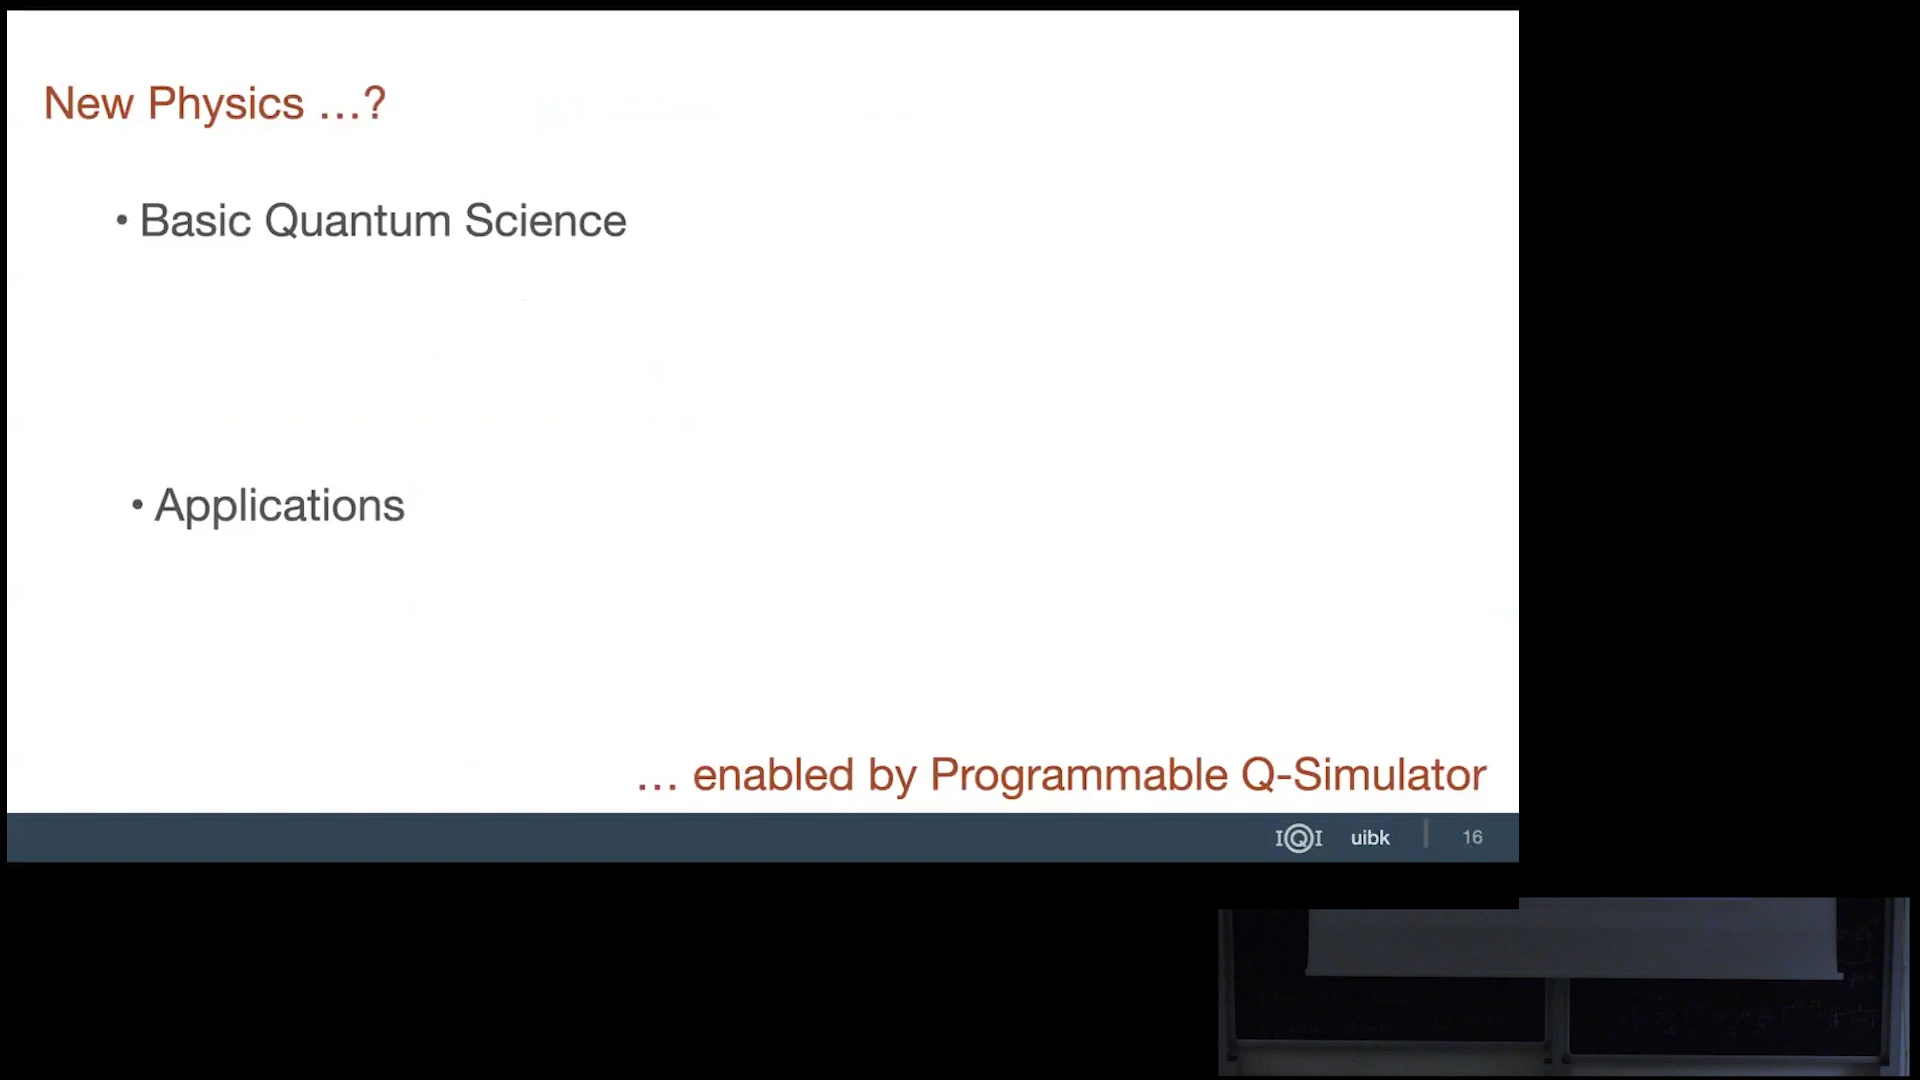 New Physics ...?
• Basic Quantum Science
• Applications
... enabled by Programmable Q-Simulator
IQI uibk | 16